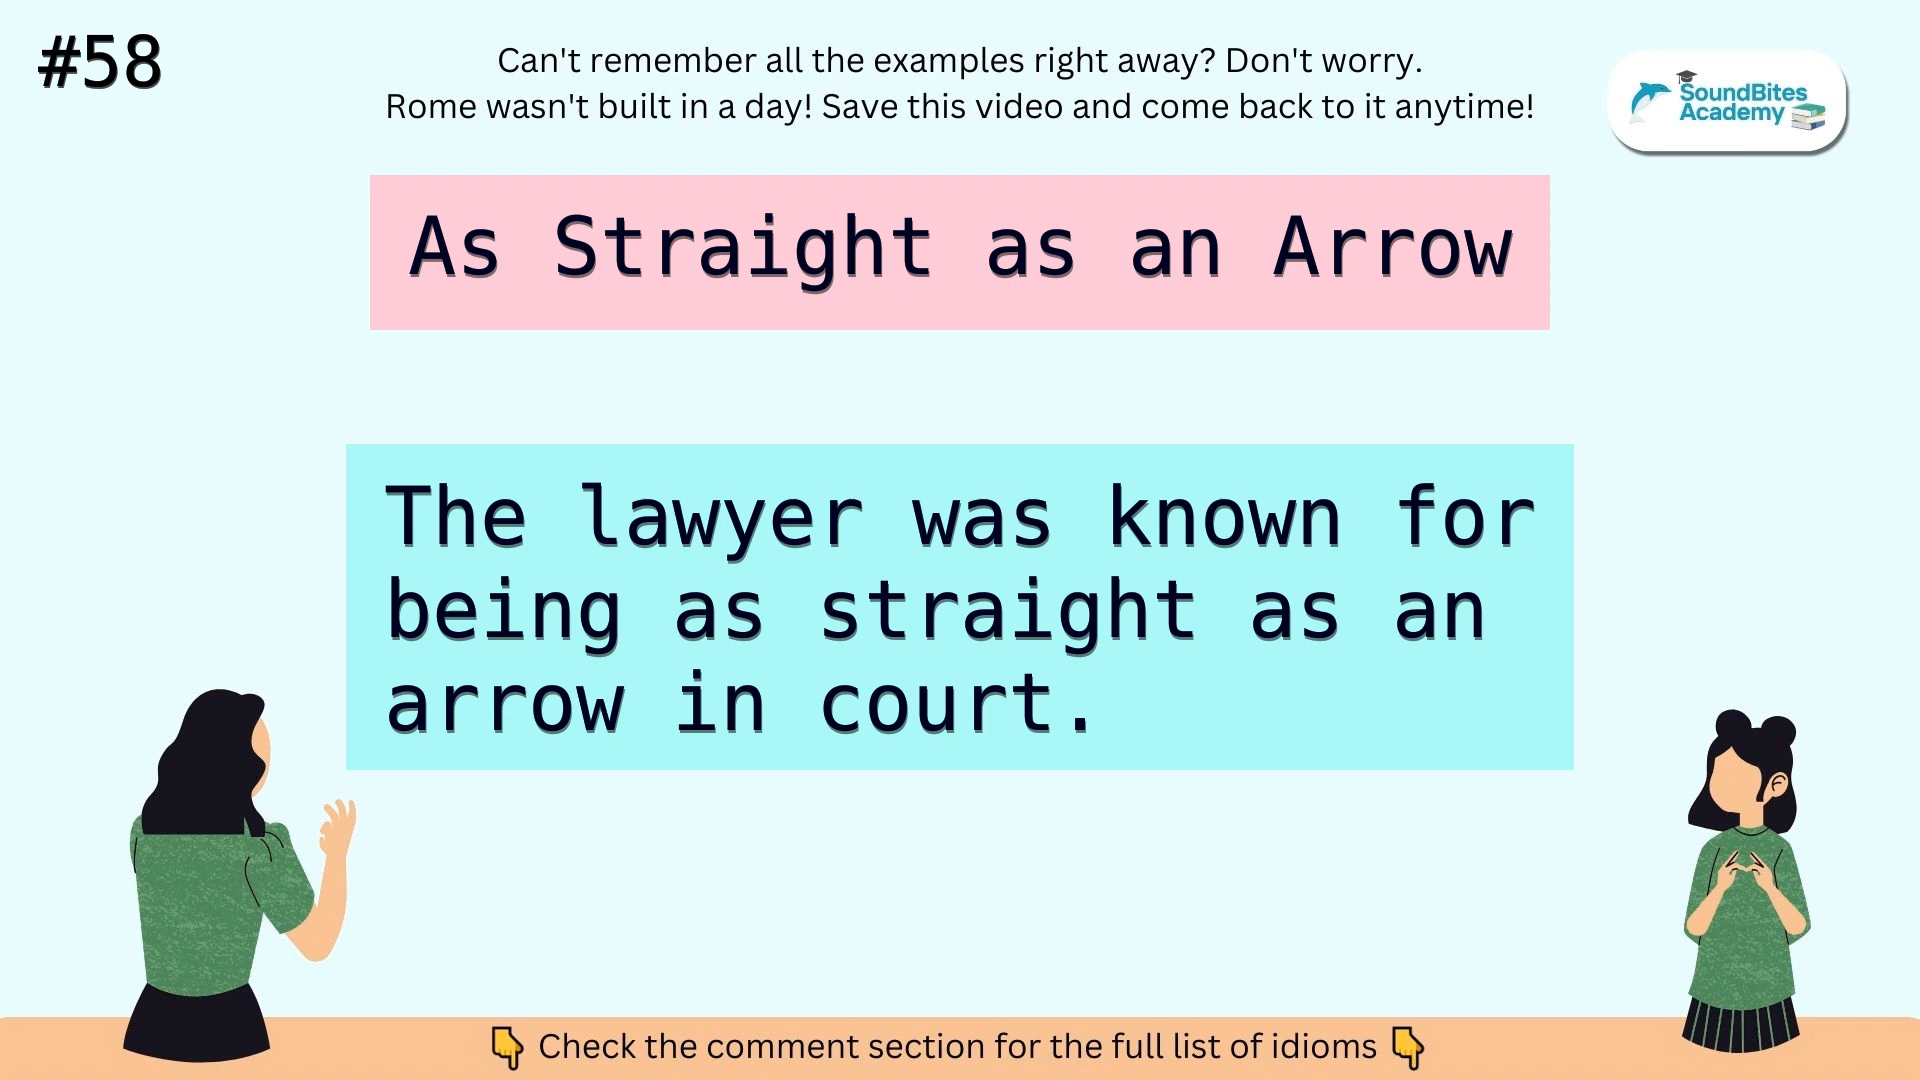 #58
Can't remember all the examples right away? Don't worry.
Rome wasn't built in a day! Save this video and come back to it anytime!
SoundBites
Academy
As Straight as an Arrow
The lawyer was known for
being as straight as an
arrow in court.
👇 Check the comment section for the full list of idioms 👇